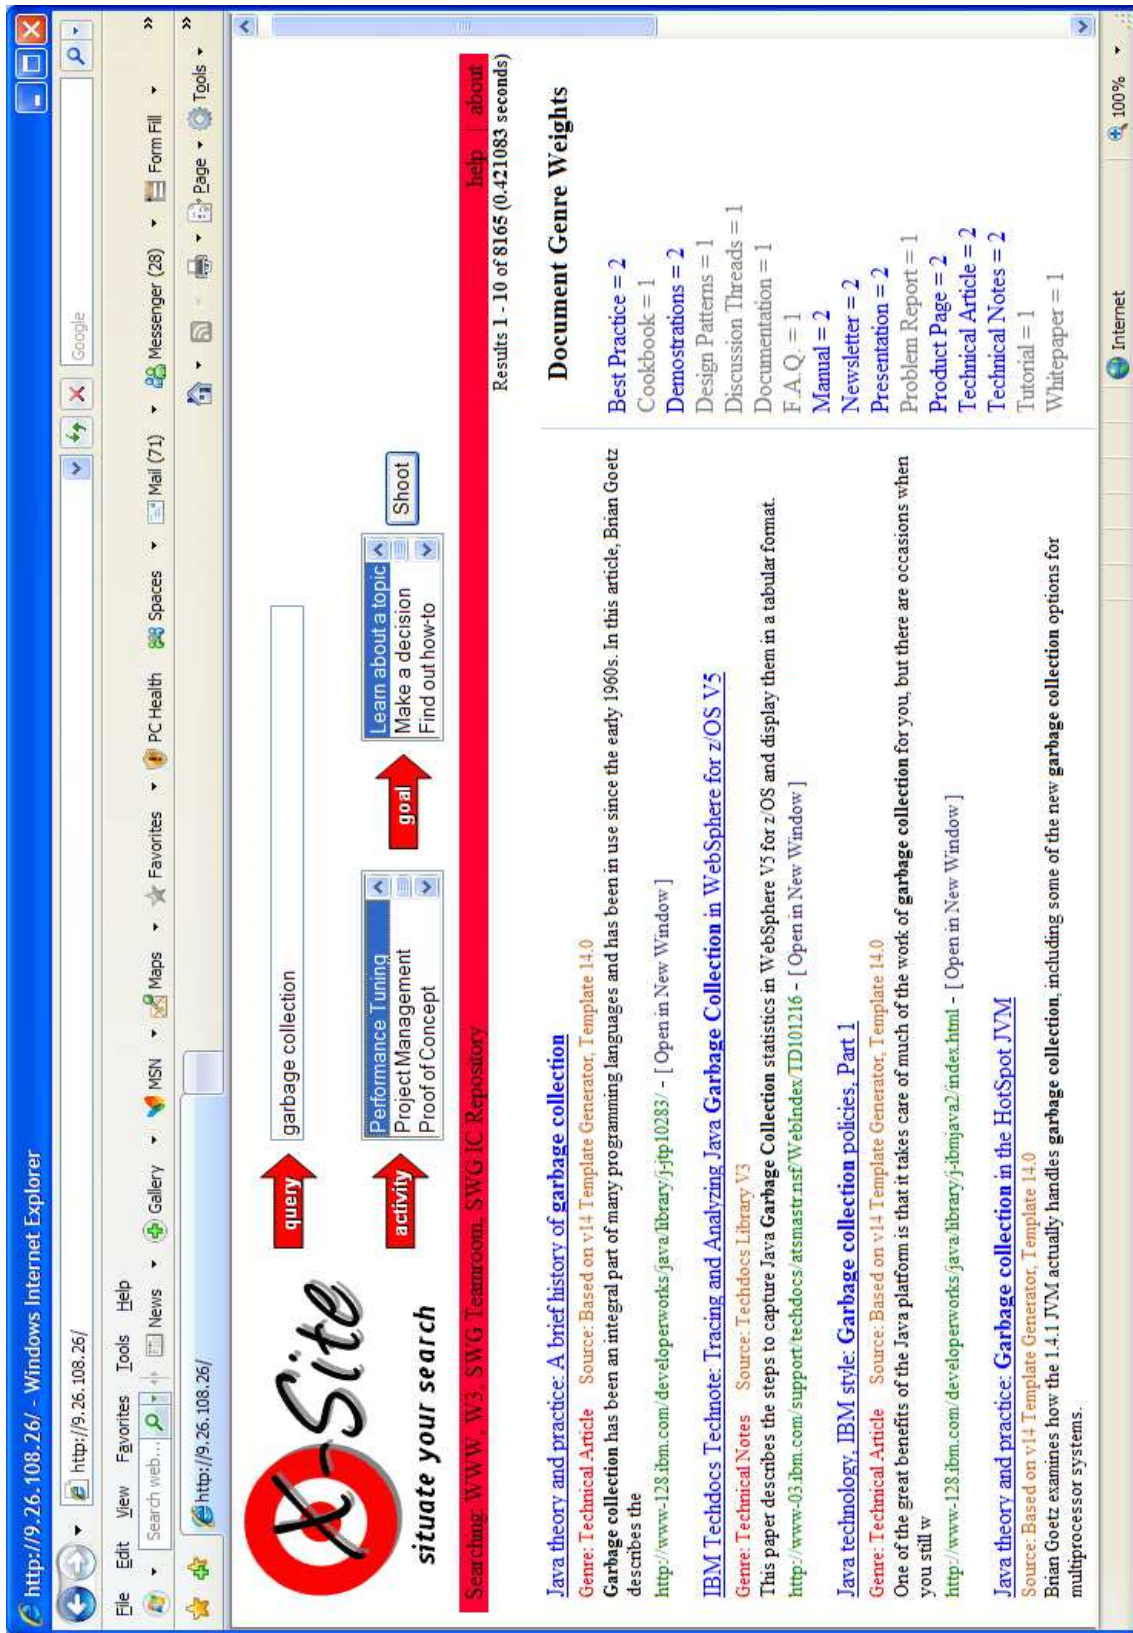 http://9.26.108.26/ - Windows Internet Explorer
http://9.26.108.26/
Google
File Edit View Favorites Tools Help
Search web...
News
Gallery
MSN
Maps
Favorites
PC Health
Spaces
Mail (71)
Messenger (28)
Form Fill
»
http://9.26.108.26/
Page
Tools
»
X-Site
situate your search
query
garbage collection
activity
Performance Tuning
Project Management
Proof of Concept
goal
Learn about a topic
Make a decision
Find out how-to
Shoot
Searching: WWW, W3, SWG Teamroom, SWG IC Repository
help | about
Results 1 - 10 of 8165 (0.421083 seconds)
Java theory and practice: A brief history of garbage collection
Genre: Technical Article Source: Based on v14 Template Generator, Template 14.0
Garbage collection has been an integral part of many programming languages and has been in use since the early 1960s. In this article, Brian Goetz
describes the
http://www-128.ibm.com/developerworks/java/library/j-jtp10283/ - [ Open in New Window ]
IBM Techdocs Technote: Tracing and Analyzing Java Garbage Collection in WebSphere for z/OS V5
Genre: Technical Notes Source: Techdocs Library V3
This paper describes the steps to capture Java Garbage Collection statistics in WebSphere V5 for z/OS and display them in a tabular format.
http://www-03.ibm.com/support/techdocs/atsmastr.nsf/WebIndex/TD101216 - [ Open in New Window ]
Java technology, IBM style: Garbage collection policies, Part 1
Genre: Technical Article Source: Based on v14 Template Generator, Template 14.0
One of the great benefits of the Java platform is that it takes care of much of the work of garbage collection for you, but there are occasions when
you still w
http://www-128.ibm.com/developerworks/java/library/j-ibmjava2/index.html - [ Open in New Window ]
Java theory and practice: Garbage collection in the HotSpot JVM
Source: Based on v14 Template Generator, Template 14.0
Brian Goetz examines how the 1.4.1 JVM actually handles garbage collection, including some of the new garbage collection options for
multiprocessor systems.
Document Genre Weights
Best Practice = 2
Cookbook = 1
Demostrations = 2
Design Patterns = 1
Discussion Threads = 1
Documentation = 1
F.A.Q. = 1
Manual = 2
Newsletter = 2
Presentation = 2
Problem Report = 1
Product Page = 2
Technical Article = 2
Technical Notes = 2
Tutorial = 1
Whitepaper = 1
Internet
100%